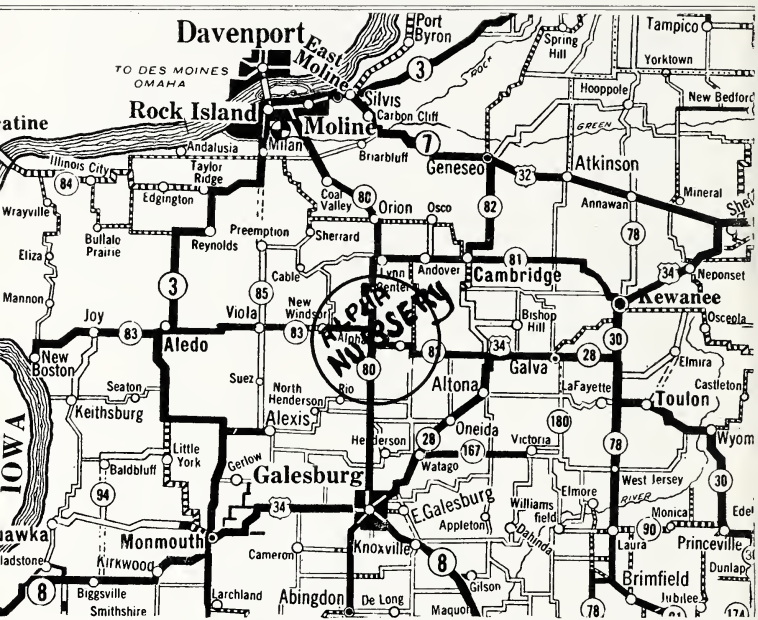 Davenport
East Moline
Port Byron
Tampico
Spring Hill
Yorktown
TO DES MOINES
OMAHA
3
ROCK
Hooppole
New Bedford
Rock Island
Moline
Silvis
Carbon Cliff
GREEN
atine
Andalusia
Milan
Briarbluff
7
Geneseo
32
Atkinson
Illinois City
84
Taylor Ridge
Edgington
Coal Valley
80
Orion
Osco
82
Annawan
Mineral
Wrayville
Buffalo Prairie
Reynolds
Preemption
Sherrard
78
Shef
Eliza
Cable
Lynn Center
Andover
81
Cambridge
34
Neponset
Mannon
3
85
New Windsor
ALPHA
NURSERY
Kewanee
Joy
83
Viola
83
Alpha
Bishop Hill
30
Osceola
New Boston
Aledo
80
83
34
Galva
28
Elmira
Suez
North Henderson
Rio
Altona
LaFayette
Castleton
Seaton
Keithsburg
Alexis
Oneida
180
Toulon
IOWA
Henderson
28
167
Victoria
78
Wyom
Little York
Baldbluff
Gerlow
Galesburg
Watago
30
94
West Jersey
34
E.Galesburg
Appleton
Williamsfield
Elmore
RIVER
Monica
Edel
uawka
Monmouth
Dahinda
90
Princeville
Cameron
Knoxville
Laura
ladstone
Kirkwood
8
Dunlap
8
Biggsville
Gilson
Brimfield
Smithshire
Larchland
Abingdon
De Long
Maquon
78
Jubilee
91
174